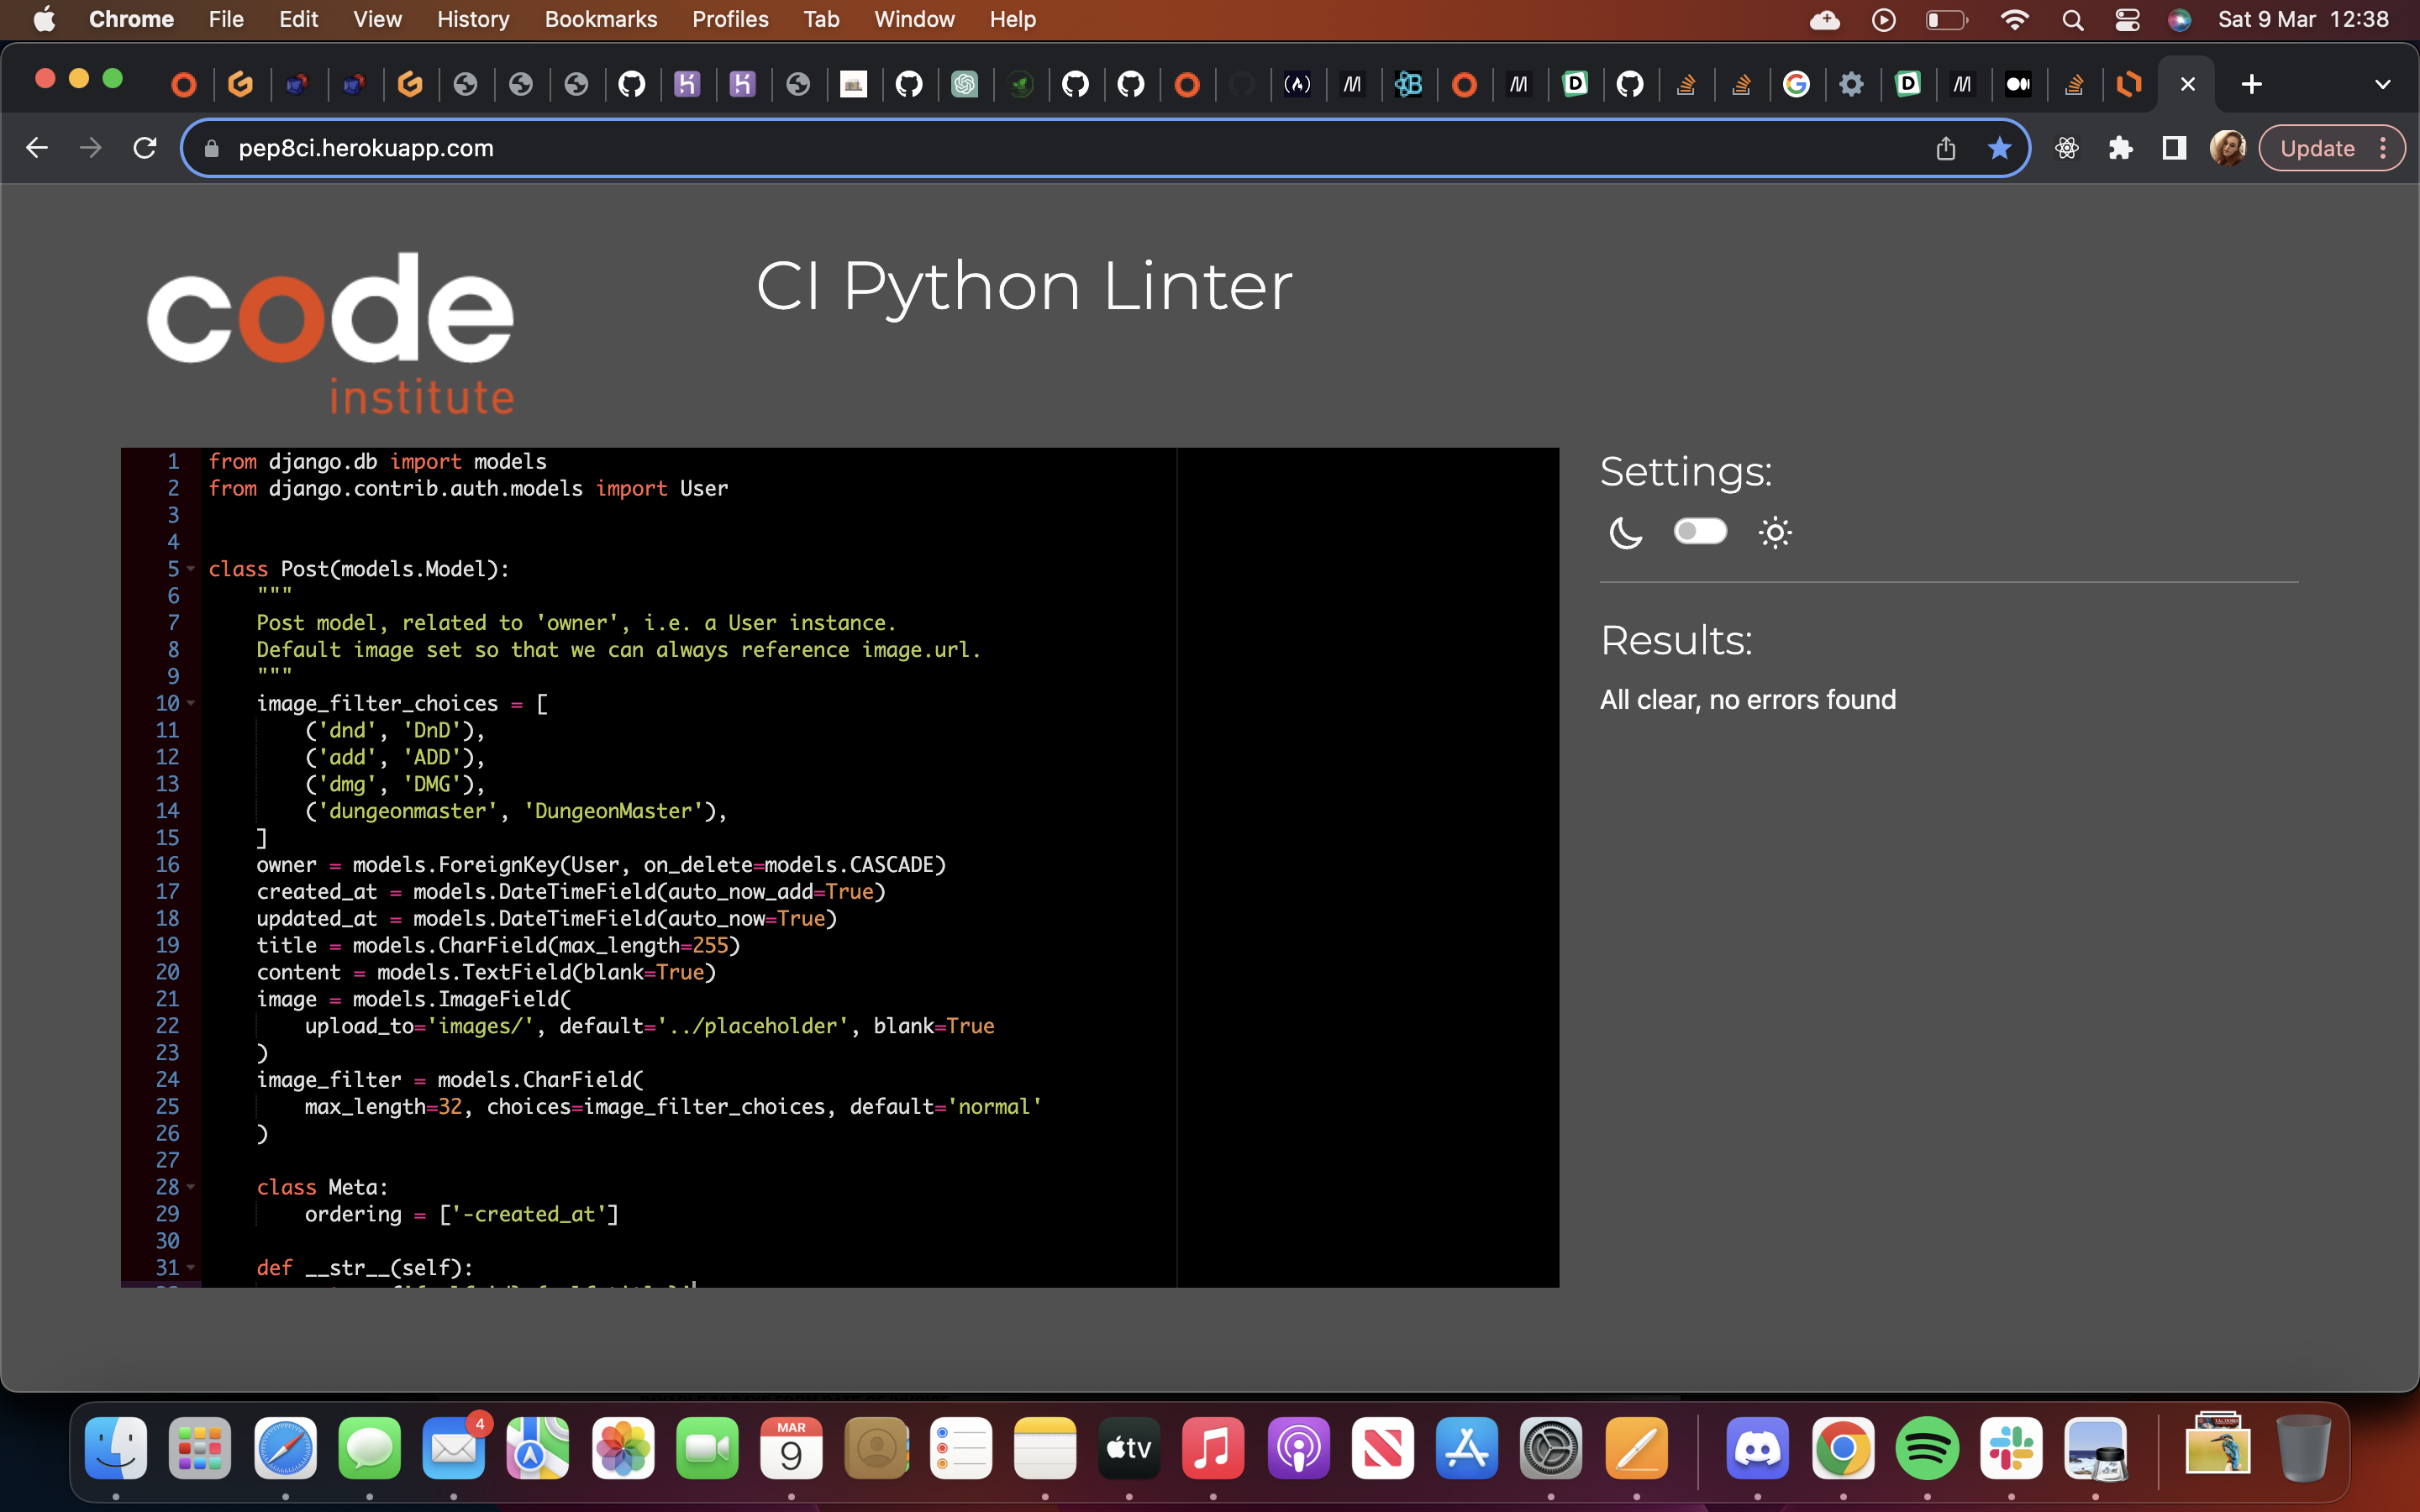 Chrome File Edit View History Bookmarks Profiles Tab Window Help Sat 9 Mar 12:38
pep8ci.herokuapp.com Update
code
institute
CI Python Linter
1 from django.db import models
2 from django.contrib.auth.models import User
3
4
5 class Post(models.Model):
6 """
7 Post model, related to 'owner', i.e. a User instance.
8 Default image set so that we can always reference image.url.
9 """
10 image_filter_choices = [
11 ('dnd', 'DnD'),
12 ('add', 'ADD'),
13 ('dmg', 'DMG'),
14 ('dungeonmaster', 'DungeonMaster'),
15 ]
16 owner = models.ForeignKey(User, on_delete=models.CASCADE)
17 created_at = models.DateTimeField(auto_now_add=True)
18 updated_at = models.DateTimeField(auto_now=True)
19 title = models.CharField(max_length=255)
20 content = models.TextField(blank=True)
21 image = models.ImageField(
22 upload_to='images/', default='../placeholder', blank=True
23 )
24 image_filter = models.CharField(
25 max_length=32, choices=image_filter_choices, default='normal'
26 )
27
28 class Meta:
29 ordering = ['-created_at']
30
31 def __str__(self):
Settings:
Results:
All clear, no errors found
4
MAR
9
tv